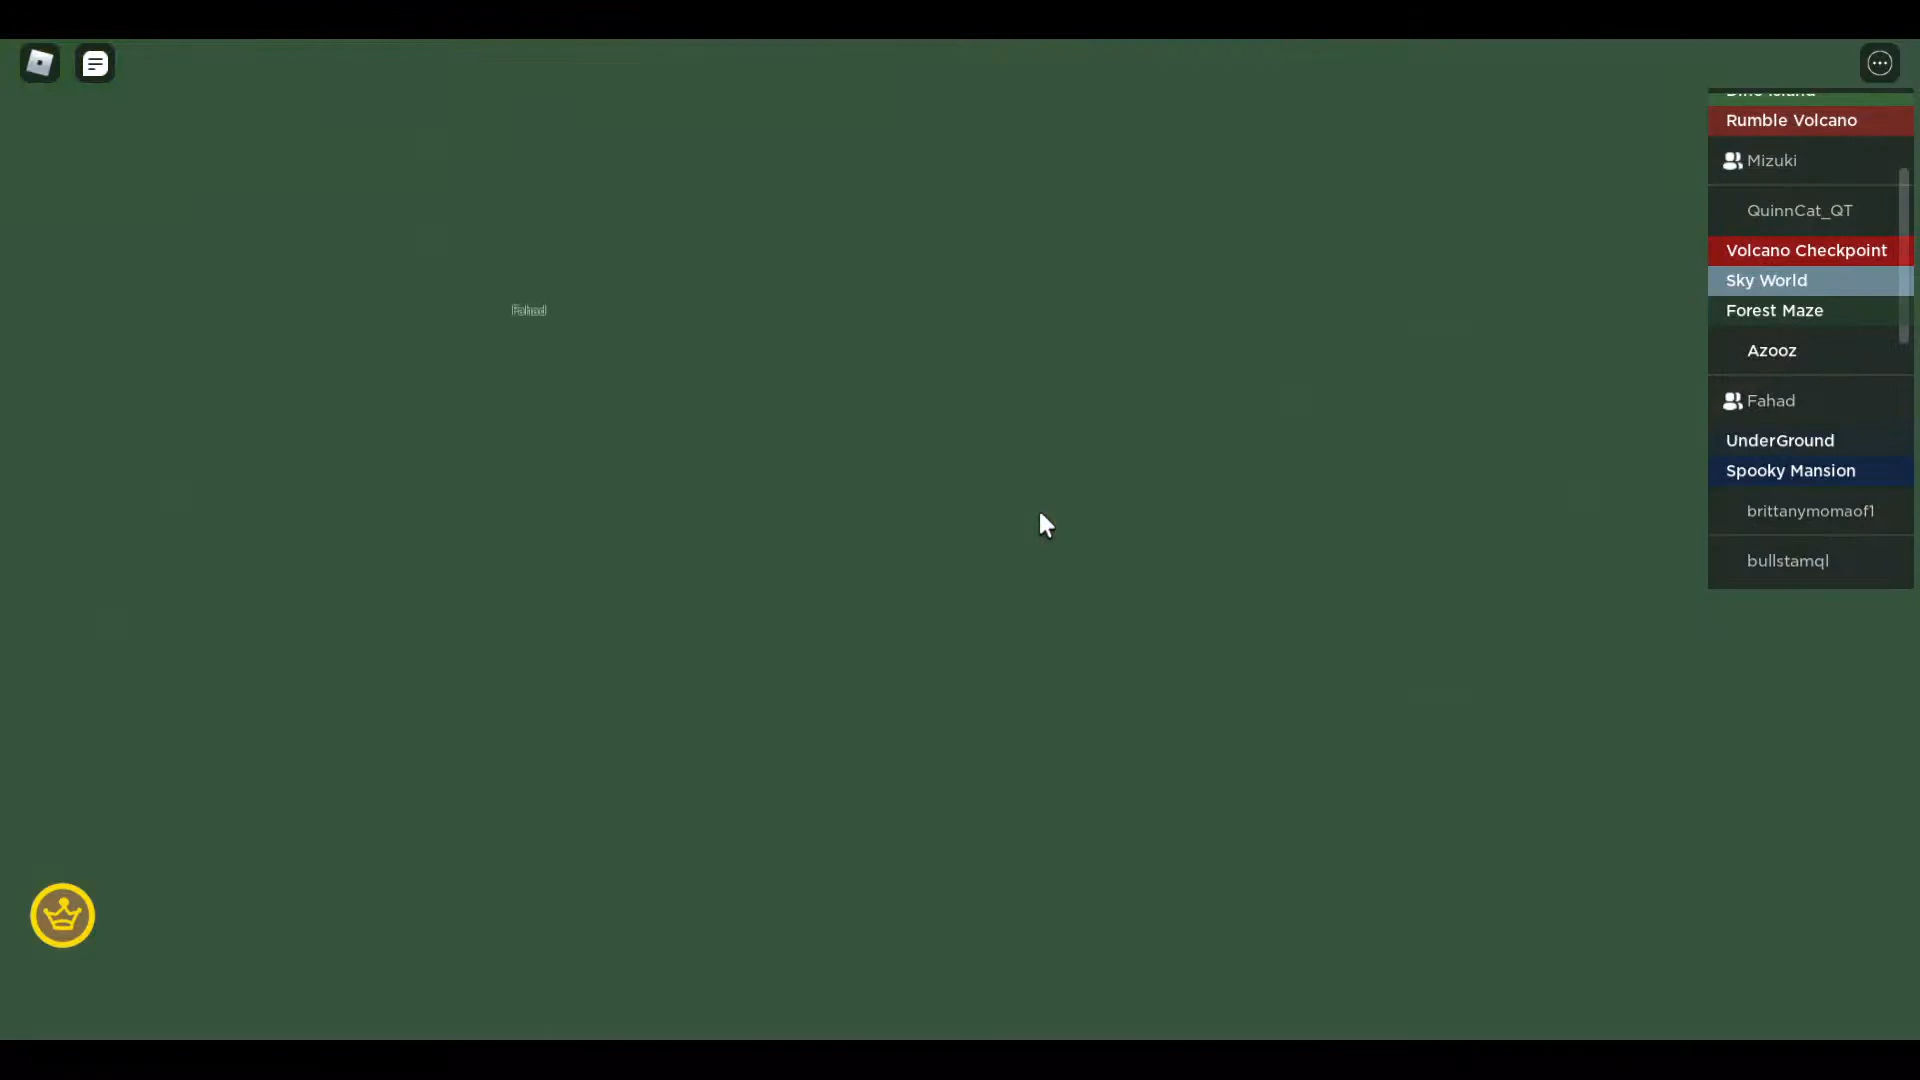 Rumble Volcano
Mizuki
QuinnCat_QT
Volcano Checkpoint
Sky World
Forest Maze
Azooz
Fahad
Fahad
UnderGround
Spooky Mansion
brittanymomaof1
bullstamql